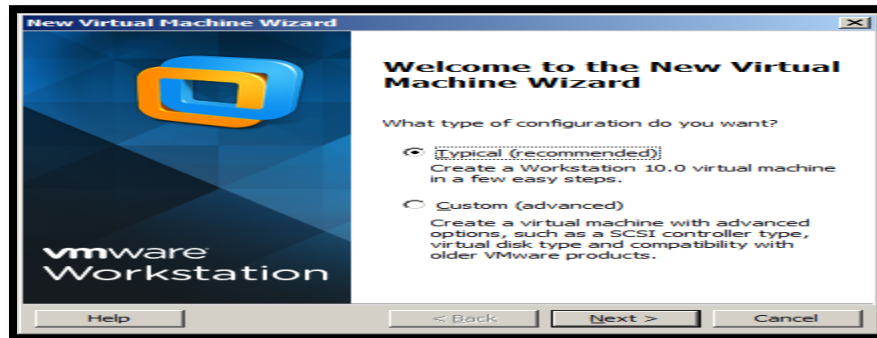 New Virtual Machine Wizard
Welcome to the New Virtual
Machine Wizard
What type of configuration do you want?
Typical (recommended)
Create a Workstation 10.0 virtual machine
in a few easy steps.
Custom (advanced)
Create a virtual machine with advanced
options, such as a SCSI controller type,
virtual disk type and compatibility with
older VMware products.
vmware
Workstation
Help
< Back
Next >
Cancel